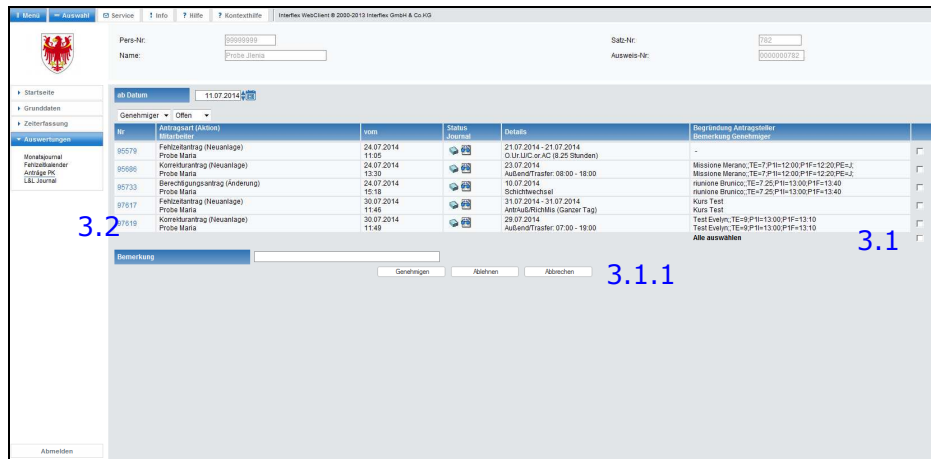 Menü Auswahl Service Info Hilfe Kontexthilfe Interflex WebClient ® 2000-2013 Interflex GmbH & Co.KG
Pers-Nr: 99999999 Satz-Nr: 782
Name: Probe Jlenia Ausweis-Nr: 0000000782
Startseite
Grunddaten
Zeiterfassung
Auswertungen
Monatsjournal
Fehlzeitkalender
Anträge PK
L&L Journal
ab Datum 11.07.2014
Genehmiger Offen
Nr Antragsart (Aktion) vom Status Details Begründung Antragsteller
Mitarbeiter Journal Bemerkung Genehmiger
95579 Fehlzeitantrag (Neuanlage) 24.07.2014 21.07.2014 - 21.07.2014 -
Probe Maria 11:05 O.Ur.U/C.or.AC (8.25 Stunden)
95686 Korrekturantrag (Neuanlage) 24.07.2014 23.07.2014 Missione Merano;;TE=7;P1I=12:00;P1F=12:20;PE=J;
Probe Maria 13:30 Außend/Trasfer: 08:00 - 18:00 Missione Merano;;TE=7;P1I=12:00;P1F=12:20;PE=J;
95733 Berechtigungsantrag (Änderung) 24.07.2014 10.07.2014 riunione Brunico;;TE=7.25;P1I=13:00;P1F=13:40
Probe Maria 15:18 Schichtwechsel riunione Brunico;;TE=7.25;P1I=13:00;P1F=13:40
97617 Fehlzeitantrag (Neuanlage) 30.07.2014 31.07.2014 - 31.07.2014 Kurs Test
Probe Maria 11:46 AntrAuß/RichMis (Ganzer Tag) Kurs Test
97619 Korrekturantrag (Neuanlage) 30.07.2014 29.07.2014 Test Evelyn;;TE=9;P1I=13:00;P1F=13:10
Probe Maria 11:49 Außend/Trasfer: 07:00 - 19:00 Test Evelyn;;TE=9;P1I=13:00;P1F=13:10
3.2
Alle auswählen
3.1
Bemerkung
Genehmigen Ablehnen Abbrechen
3.1.1
Abmelden